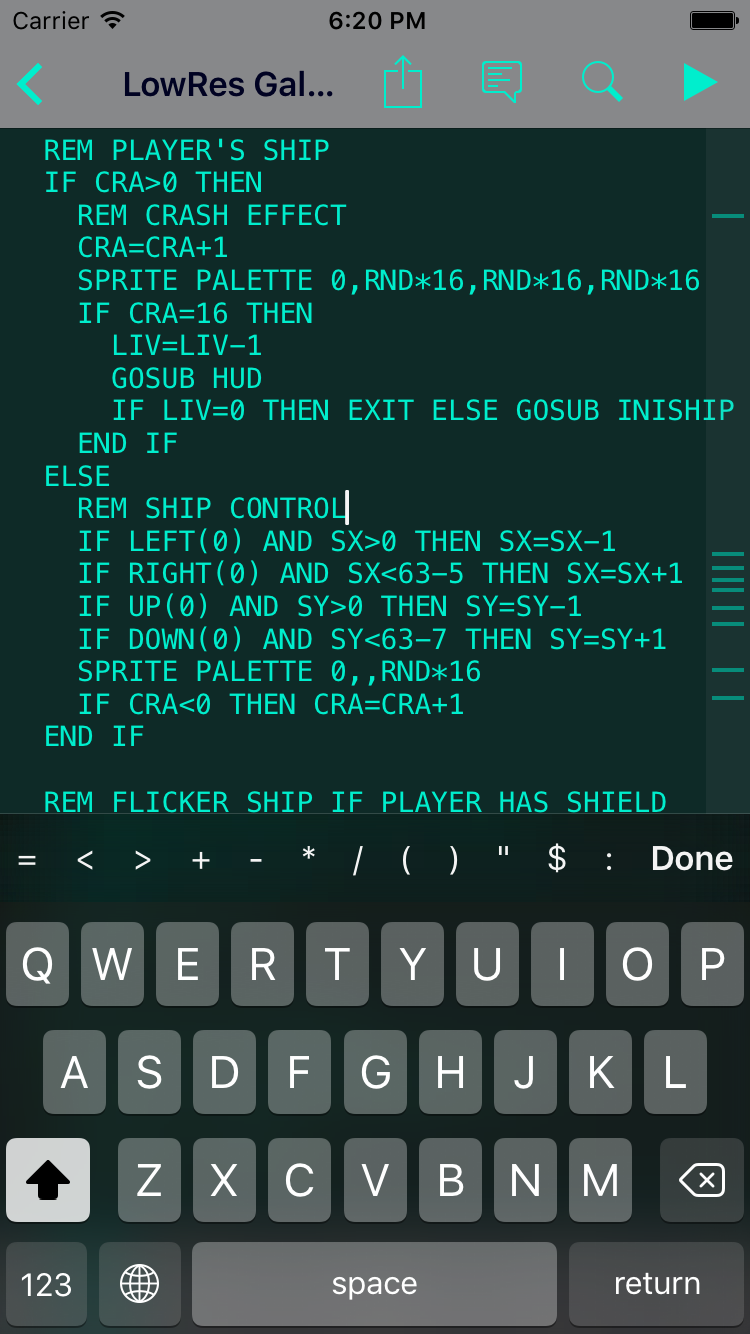 Carrier 6:20 PM
LowRes Gal...
REM PLAYER'S SHIP
IF CRA>0 THEN
  REM CRASH EFFECT
  CRA=CRA+1
  SPRITE PALETTE 0,RND*16,RND*16,RND*16
  IF CRA=16 THEN
    LIV=LIV-1
    GOSUB HUD
    IF LIV=0 THEN EXIT ELSE GOSUB INISHIP
  END IF
ELSE
  REM SHIP CONTROL
  IF LEFT(0) AND SX>0 THEN SX=SX-1
  IF RIGHT(0) AND SX<63-5 THEN SX=SX+1
  IF UP(0) AND SY>0 THEN SY=SY-1
  IF DOWN(0) AND SY<63-7 THEN SY=SY+1
  SPRITE PALETTE 0,,RND*16
  IF CRA<0 THEN CRA=CRA+1
END IF
REM FLICKER SHIP IF PLAYER HAS SHIELD
= < > + - * / ( ) " $ : Done
Q W E R T Y U I O P
A S D F G H J K L
Z X C V B N M
123 space return